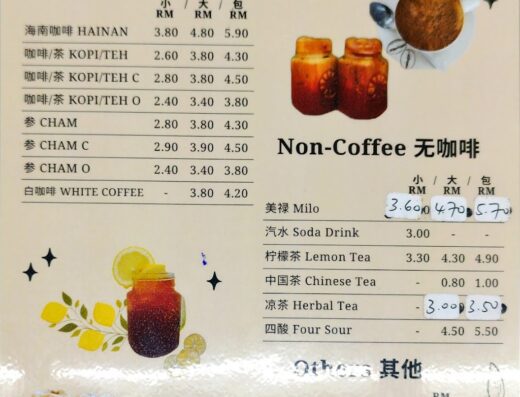 小 / 大 / 包
RM RM RM
海南咖啡 HAINAN 3.80 4.80 5.90
咖啡/茶 KOPI/TEH 2.60 3.80 4.30
咖啡/茶 KOPI/TEH C 2.80 3.80 4.50
咖啡/茶 KOPI/TEH O 2.40 3.40 3.80
参 CHAM 2.80 3.80 4.30
参 CHAM C 2.90 3.90 4.50
参 CHAM O 2.40 3.40 3.80
白咖啡 WHITE COFFEE - 3.80 4.20
Non-Coffee 无咖啡
小 / 大 / 包
RM RM RM
美禄 Milo 3.60 4.70 5.70
汽水 Soda Drink 3.00 - -
柠檬茶 Lemon Tea 3.30 4.30 4.90
中国茶 Chinese Tea - 0.80 1.00
凉茶 Herbal Tea - 3.00 3.50
四酸 Four Sour - 4.50 5.50
Others 其他
RM